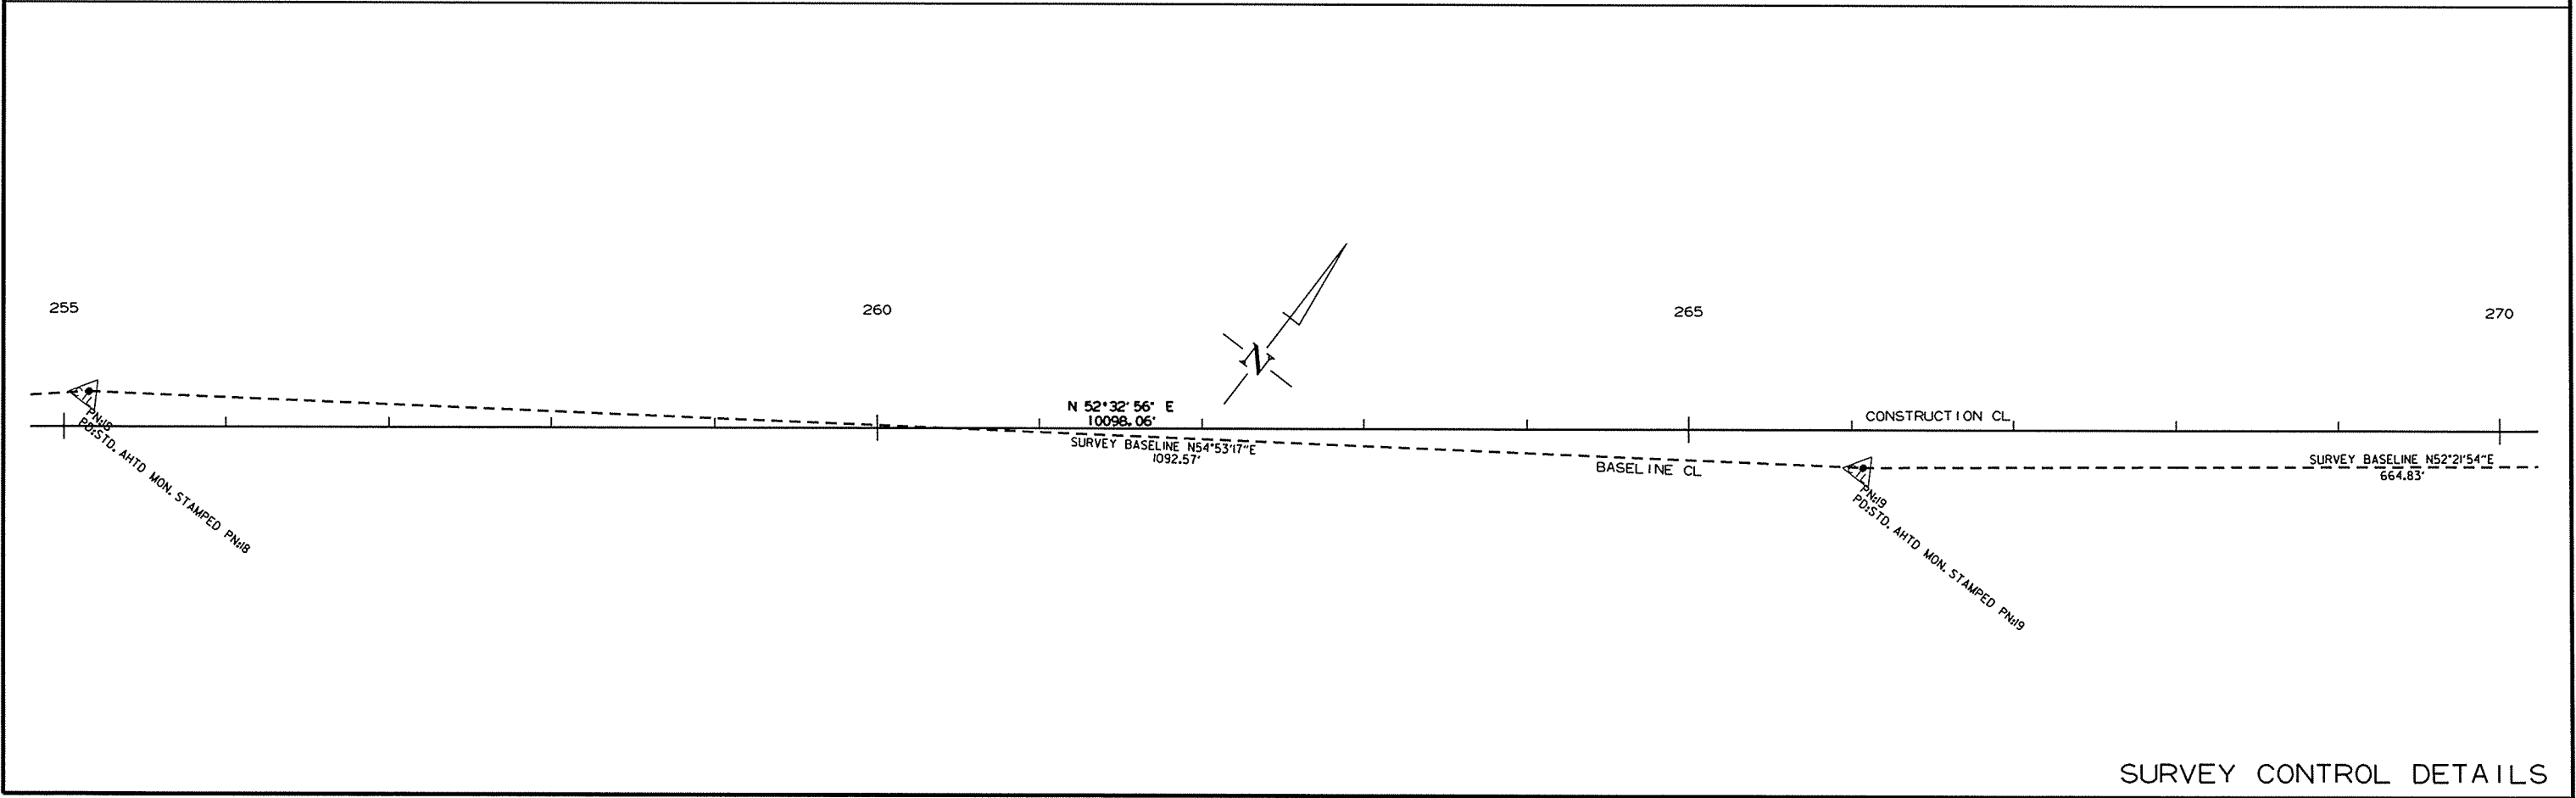 255
260
265
270
N
N 52°32'56" E
10098.06'
CONSTRUCTION CL
SURVEY BASELINE N54°53'17"E
1092.57'
BASELINE CL
SURVEY BASELINE N52°21'54"E
664.83'
PN:18
PD:STD. AHTD MON. STAMPED PN:18
PN:19
PD:STD. AHTD MON. STAMPED PN:19
SURVEY CONTROL DETAILS